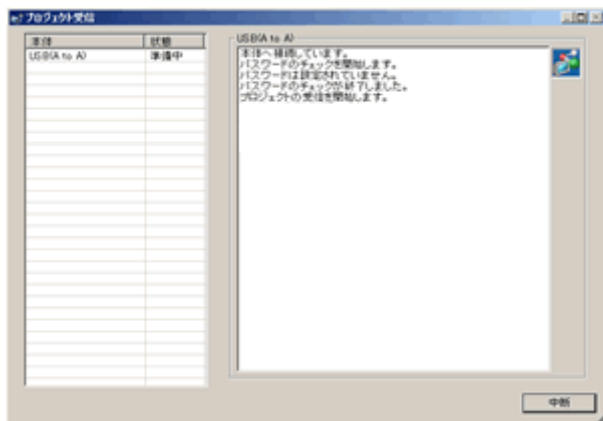 プロジェクト受信
本体 状態
USB(A to A) 準備中
USB(A to A)
本体へ接続しています。
パスワードのチェックを開始します。
パスワードは設定されていません。
パスワードのチェックが終了しました。
プロジェクトの受信を開始します。
中断